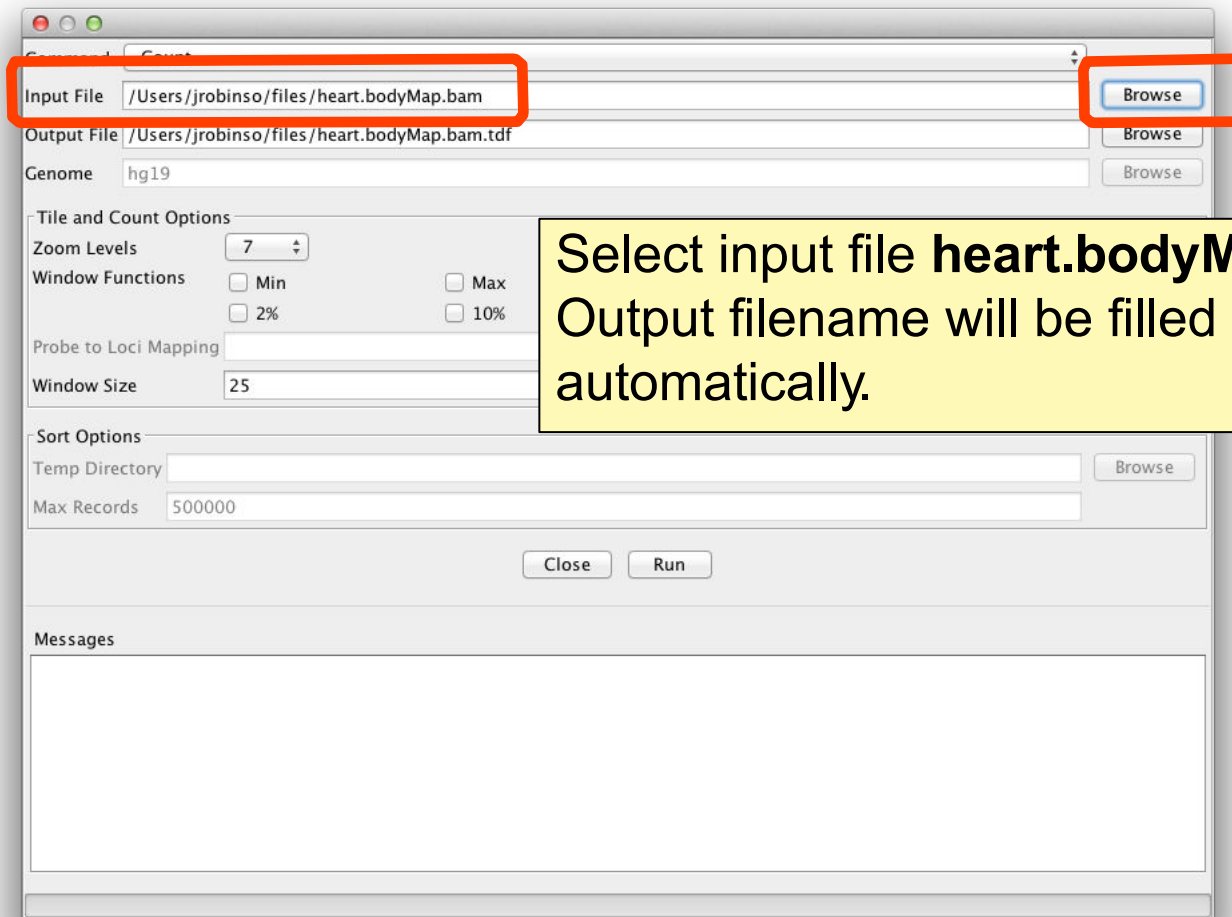 Command Count
Input File /Users/jrobinso/files/heart.bodyMap.bam Browse
Output File /Users/jrobinso/files/heart.bodyMap.bam.tdf Browse
Genome hg19 Browse
Tile and Count Options
Zoom Levels 7
Window Functions Min Max
2% 10%
Probe to Loci Mapping
Window Size 25
Select input file heart.bodyM
Output filename will be filled
automatically.
Sort Options
Temp Directory Browse
Max Records 500000
Close Run
Messages